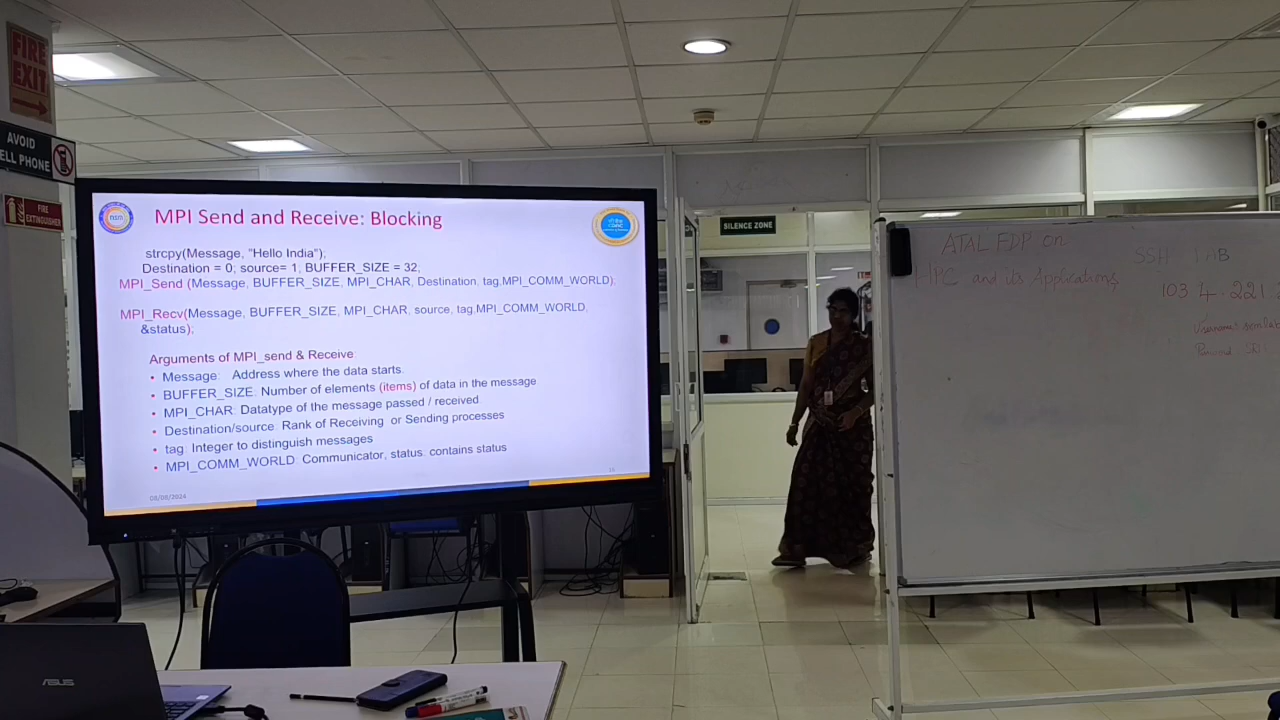 FIRE
EXIT
AVOID
ELL PHONE
FIRE
EXTINGUISHER
MPI Send and Receive: Blocking
strcpy(Message, "Hello India");
Destination = 0; source= 1, BUFFER_SIZE = 32;
MPI_Send (Message, BUFFER_SIZE, MPI_CHAR, Destination, tag,MPI_COMM_WORLD);
MPI_Recv(Message, BUFFER_SIZE, MPI_CHAR, source, tag,MPI_COMM_WORLD,
&status);
Arguments of MPI_send & Receive
• Message: Address where the data starts.
• BUFFER_SIZE: Number of elements (items) of data in the message
• MPI_CHAR: Datatype of the message passed / received
• Destination/source: Rank of Receiving or Sending processes
• tag: Integer to distinguish messages
• MPI_COMM_WORLD: Communicator, status: contains status
08/08/2024
16
SILENCE ZONE
ATAL FDP on
HPC and its Applications
SSH LAB
103 4.221
ASUS